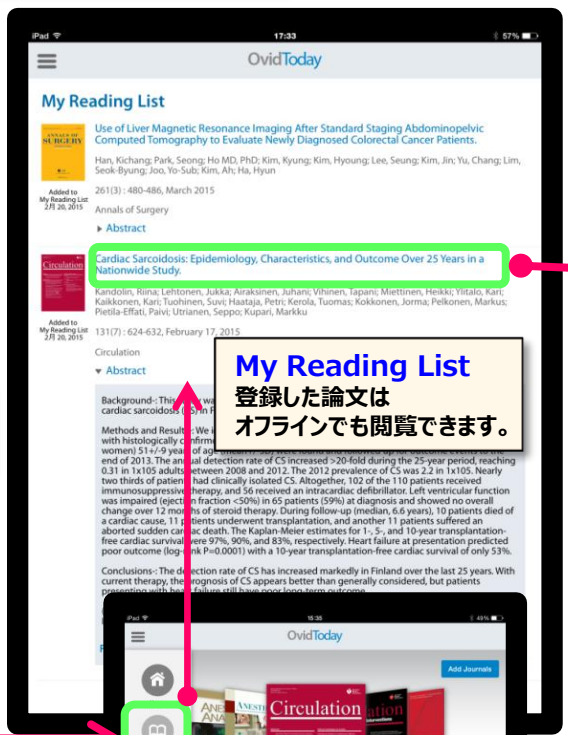 iPad 17:33 57%
OvidToday
My Reading List
ANNALS OF
SURGERY
Use of Liver Magnetic Resonance Imaging After Standard Staging Abdominopelvic
Computed Tomography to Evaluate Newly Diagnosed Colorectal Cancer Patients.
Han, Kichang; Park, Seong; Ho MD, PhD; Kim, Kyung; Kim, Hyoung; Lee, Seung; Kim, Jin; Yu, Chang; Lim,
Seok-Byung; Joo, Yo-Sub; Kim, Ah; Ha, Hyun
Added to
My Reading List
2月 20, 2015
261(3) : 480-486, March 2015
Annals of Surgery
Abstract
Circulation
Cardiac Sarcoidosis: Epidemiology, Characteristics, and Outcome Over 25 Years in a
Nationwide Study.
Kandolin, Riina; Lehtonen, Jukka; Airaksinen, Juhani; Vihinen, Tapani; Miettinen, Heikki; Ylitalo, Kari;
Kaikkonen, Kari; Tuohinen, Suvi; Haataja, Petri; Kerola, Tuomas; Kokkonen, Jorma; Pelkonen, Markus;
Pietila-Effati, Paivi; Utrianen, Seppo; Kupari, Markku
Added to
My Reading List
2月 20, 2015
131(7) : 624-632, February 17, 2015
Circulation
Abstract
My Reading List
登録した論文は
オフラインでも閲覧できます。
Background-: This
cardiac sarcoidosis
Methods and Results-: We
with histologically
women) 51+/-9 years of age
end of 2013. The annual detection rate of CS increased >20-fold during the 25-year period, reaching
0.31 in 1x105 adults between 2008 and 2012. The 2012 prevalence of CS was 2.2 in 1x105. Nearly
two thirds of patients had clinically isolated CS. Altogether, 102 of the 110 patients received
immunosuppressive therapy, and 56 received an intracardiac defibrillator. Left ventricular function
was impaired (ejection fraction <50%) in 65 patients (59%) at diagnosis and showed no overall
change over 12 months of steroid therapy. During follow-up (median, 6.6 years), 10 patients died of
a cardiac cause, 11 patients underwent transplantation, and another 11 patients suffered an
aborted sudden cardiac death. The Kaplan-Meier estimates for 1-, 5-, and 10-year transplantation-
free cardiac survival were 97%, 90%, and 83%, respectively. Heart failure at presentation predicted
poor outcome (log-rank P=0.0001) with a 10-year transplantation-free cardiac survival of only 53%.
Conclusions-: The detection rate of CS has increased markedly in Finland over the last 25 years. With
current therapy, the prognosis of CS appears better than generally considered, but patients
presenting with heart failure still have poor long-term outcome.
iPad 15:35 49%
OvidToday
Add Journals
Circulation